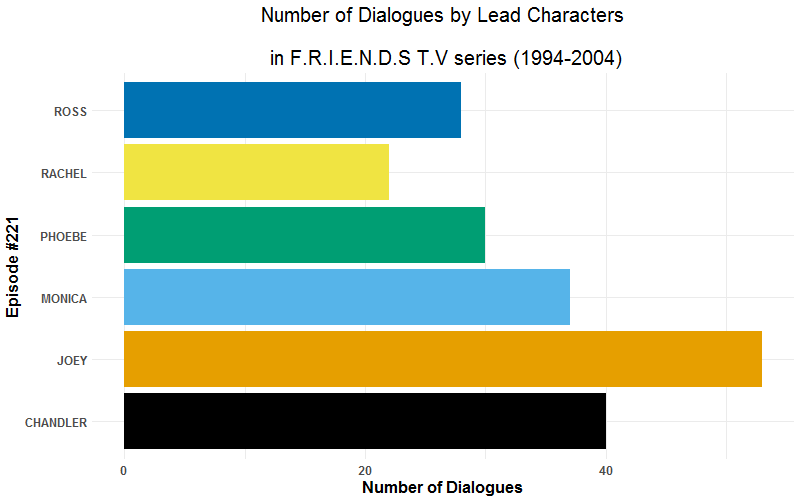 Number of Dialogues by Lead Characters
in F.R.I.E.N.D.S T.V series (1994-2004)
ROSS
RACHEL
PHOEBE
MONICA
JOEY
CHANDLER
Episode #221
0 20 40
Number of Dialogues